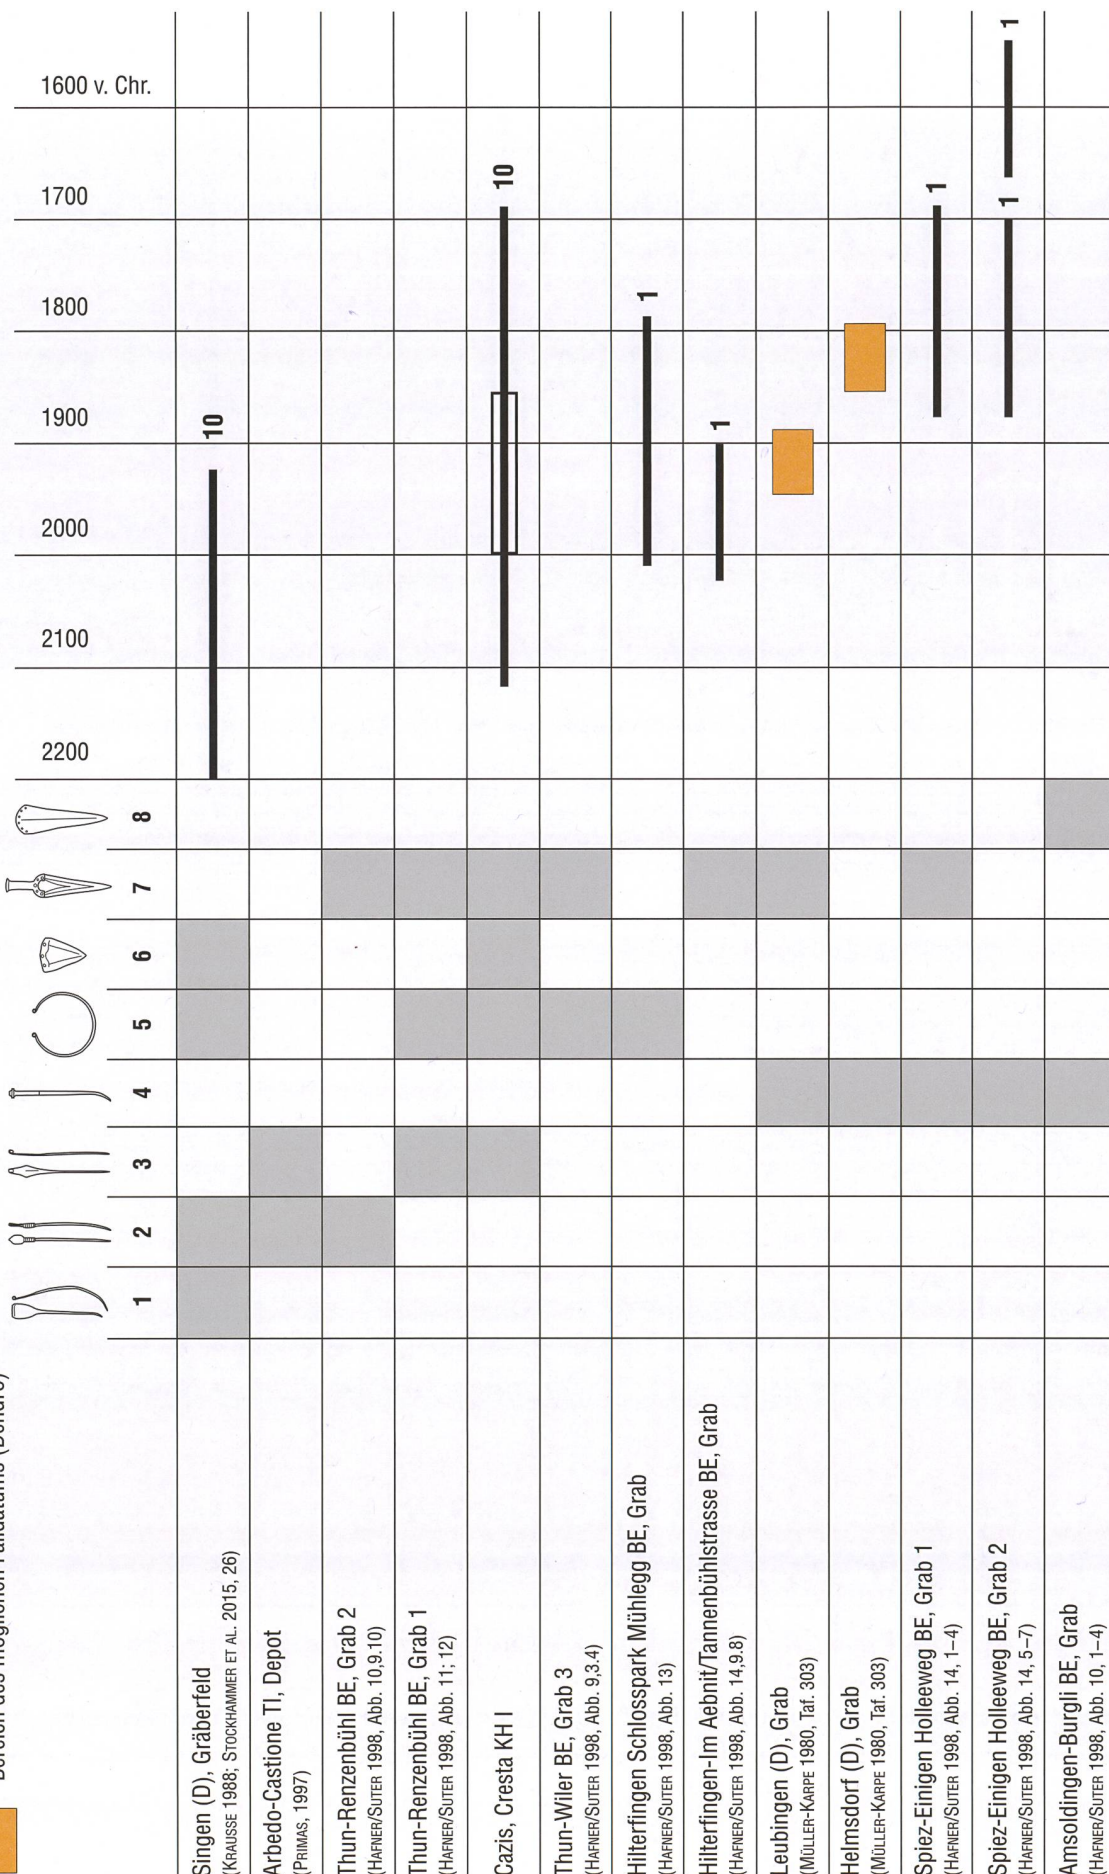 Bereich des möglichen Fälldatums (Dendro)
1 2 3 4 5 6 7 8 2200 2100 2000 1900 1800 1700 1600 v. Chr.
Singen (D), Gräberfeld
(KRAUSSE 1988; STOCKHAMMER ET AL. 2015, 26)
10
Arbedo-Castione TI, Depot
(PRIMAS, 1997)
Thun-Renzenbühl BE, Grab 2
(HAFNER/SUTER 1998, Abb. 10,9.10)
Thun-Renzenbühl BE, Grab 1
(HAFNER/SUTER 1998, Abb. 11; 12)
Cazis, Cresta KH I
10
Thun-Wiler BE, Grab 3
(HAFNER/SUTER 1998, Abb. 9,3.4)
Hilterfingen Schlosspark Mühlegg BE, Grab
(HAFNER/SUTER 1998, Abb. 13)
1
Hilterfingen-Im Aebnit/Tannenbühlstrasse BE, Grab
(HAFNER/SUTER 1998, Abb. 14,9.8)
1
Leubingen (D), Grab
(MÜLLER-KARPE 1980, Taf. 303)
Helmsdorf (D), Grab
(MÜLLER-KARPE 1980, Taf. 303)
Spiez-Einigen Holleeweg BE, Grab 1
(HAFNER/SUTER 1998, Abb. 14, 1–4)
1
Spiez-Einigen Holleeweg BE, Grab 2
(HAFNER/SUTER 1998, Abb. 14, 5–7)
1 1
Amsoldingen-Burgli BE, Grab
(HAFNER/SUTER 1998, Abb. 10, 1–4)